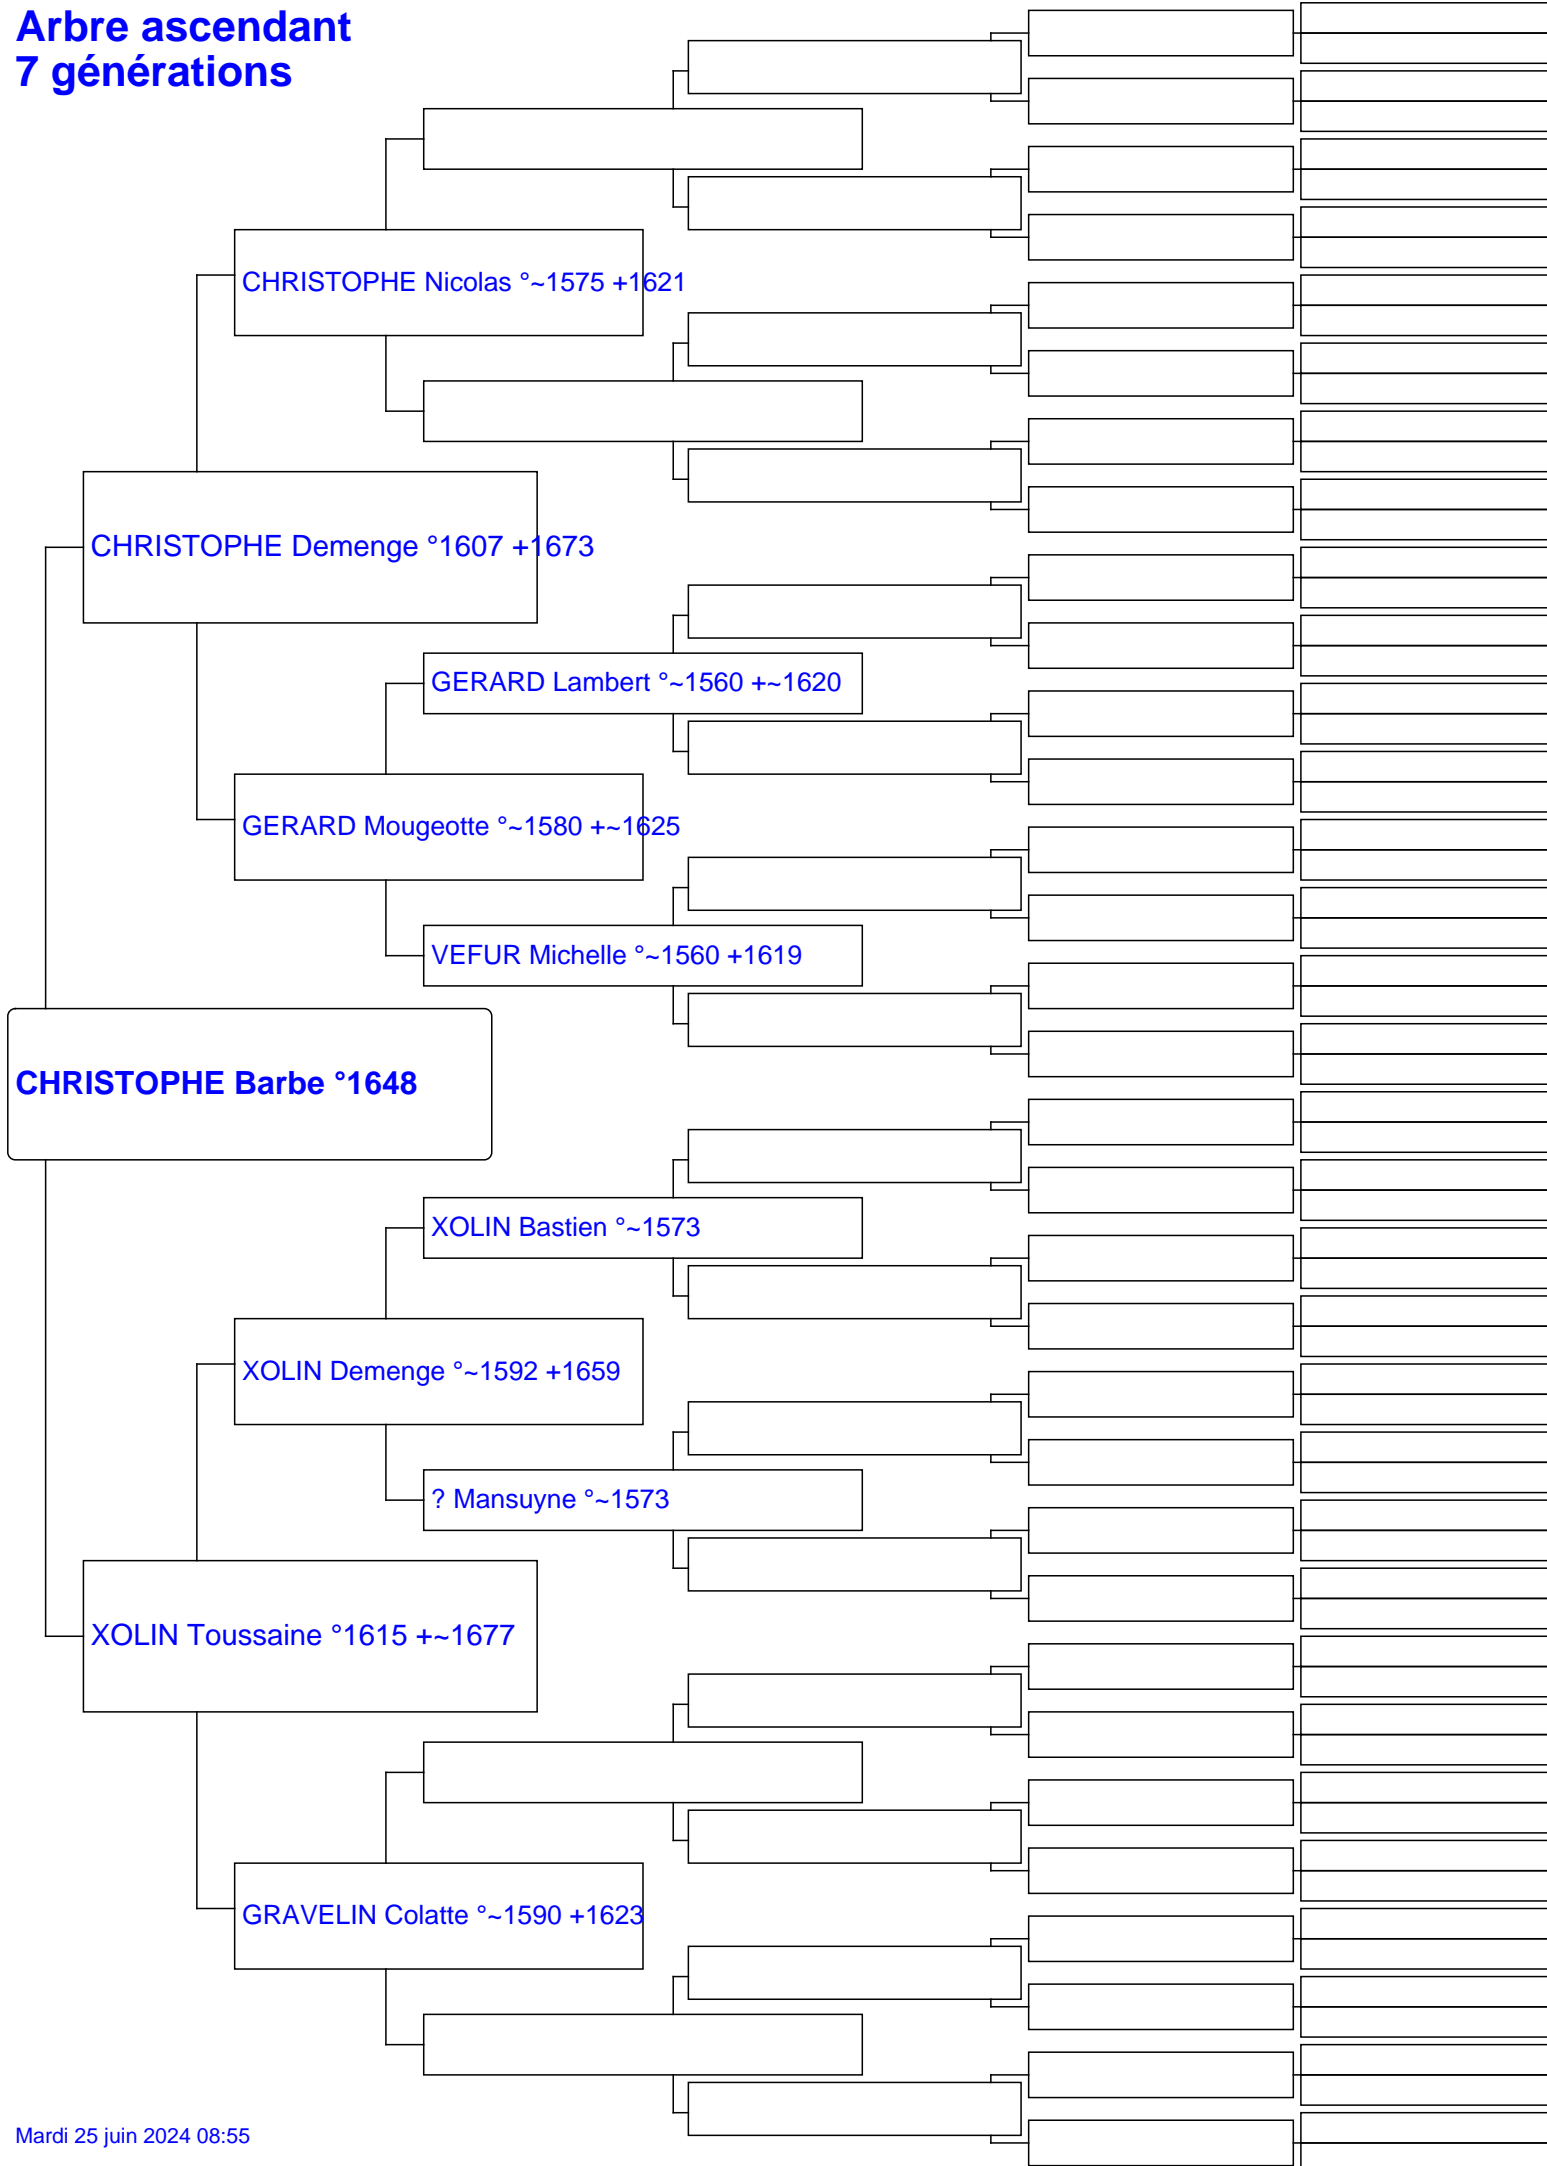 Arbre ascendant
7 générations
CHRISTOPHE Nicolas °~1575 +1621
CHRISTOPHE Demenge °1607 +1673
GERARD Lambert °~1560 +~1620
GERARD Mougeotte °~1580 +~1625
VEFUR Michelle °~1560 +1619
CHRISTOPHE Barbe °1648
XOLIN Bastien °~1573
XOLIN Demenge °~1592 +1659
? Mansuyne °~1573
XOLIN Toussaine °1615 +~1677
GRAVELIN Colatte °~1590 +1623
Mardi 25 juin 2024 08:55